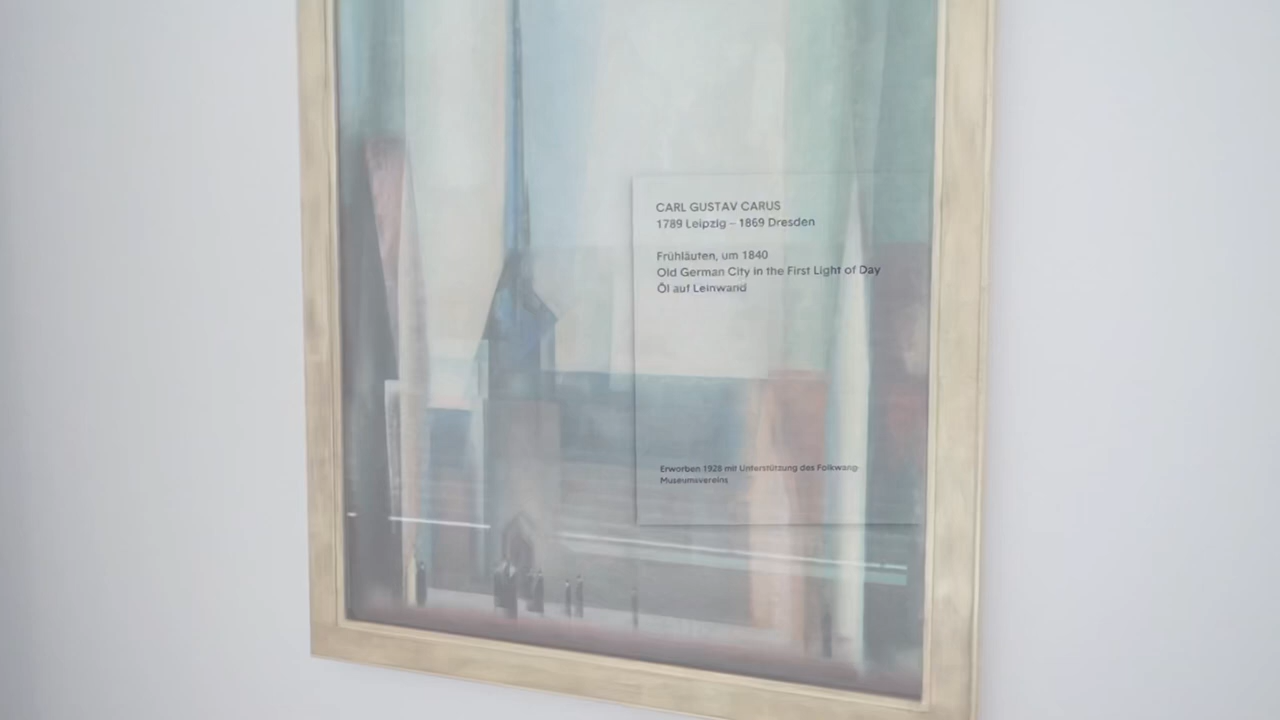 CARL GUSTAV CARUS
1789 Leipzig – 1869 Dresden
Frühläuten, um 1840
Old German City in the First Light of Day
Öl auf Leinwand
Erworben 1928 mit Unterstützung des Folkwang-
Museumsvereins